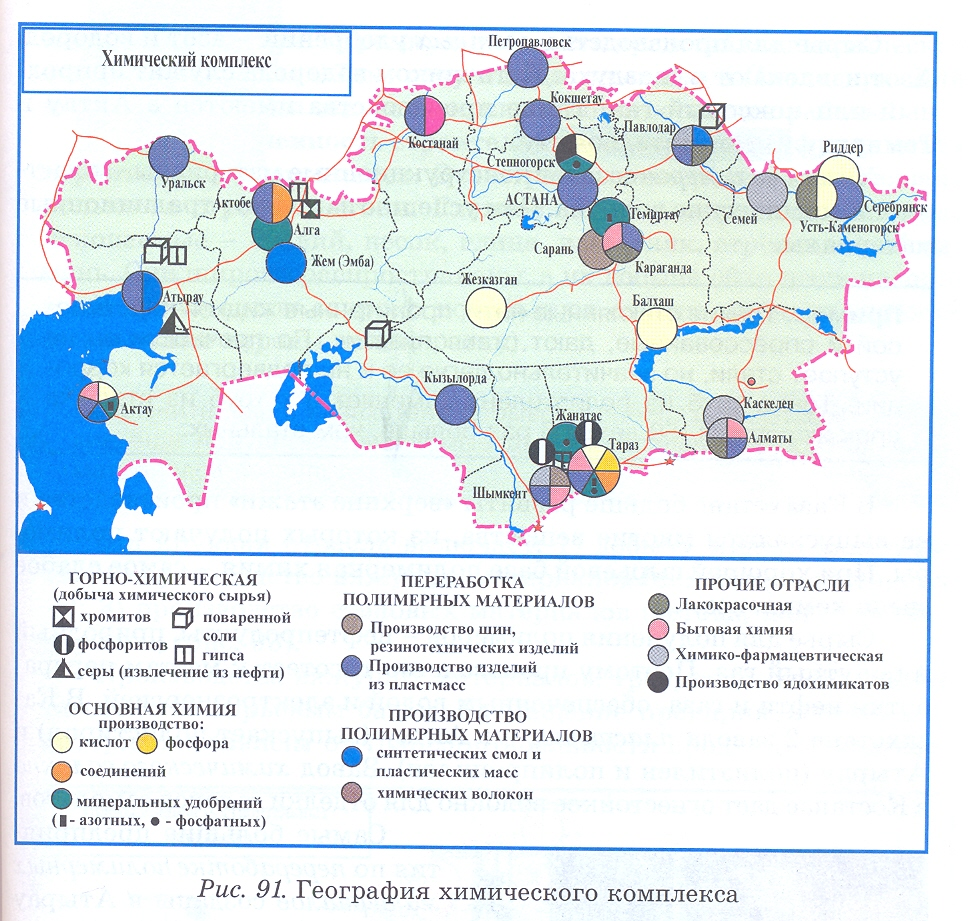 Химический комплекс
Петропавловск
Кокшетау
Костанай
Павлодар
Степногорск
Риддер
Уральск
Актобе
АСТАНА
Темиртау
Семей
Серебрянск
Усть-Каменогорск
Алга
Сарань
Жем (Эмба)
Караганда
Жезказган
Атырау
Балхаш
Кызылорда
Каскелен
Актау
Жанатас
Тараз
Алматы
Шымкент
ГОРНО-ХИМИЧЕСКАЯ
(добыча химического сырья)
хромитов
поваренной
соли
фосфоритов
гипса
серы (извлечение из нефти)
ОСНОВНАЯ ХИМИЯ
производство:
кислот
фосфора
соединений
минеральных удобрений
( - азотных, - фосфатных)
ПЕРЕРАБОТКА
ПОЛИМЕРНЫХ МАТЕРИАЛОВ
Производство шин,
резинотехнических изделий
Производство изделий
из пластмасс
ПРОИЗВОДСТВО
ПОЛИМЕРНЫХ МАТЕРИАЛОВ
синтетических смол и
пластических масс
химических волокон
ПРОЧИЕ ОТРАСЛИ
Лакокрасочная
Бытовая химия
Химико-фармацевтическая
Производство ядохимикатов
Рис. 91. География химического комплекса